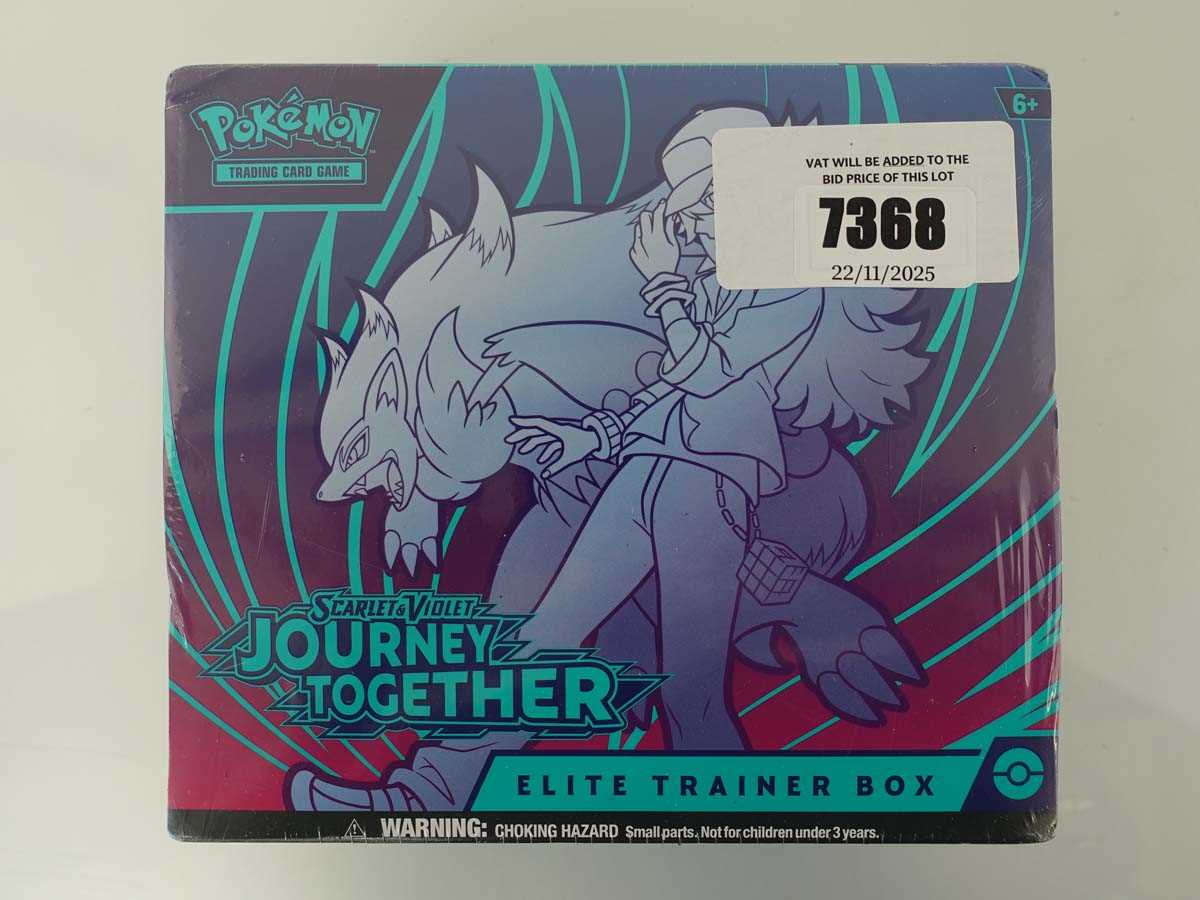 POKéMON
TRADING CARD GAME
6+
VAT WILL BE ADDED TO THE
BID PRICE OF THIS LOT
7368
22/11/2025
SCARLET & VIOLET
JOURNEY
TOGETHER
ELITE TRAINER BOX
WARNING: CHOKING HAZARD Small parts. Not for children under 3 years.